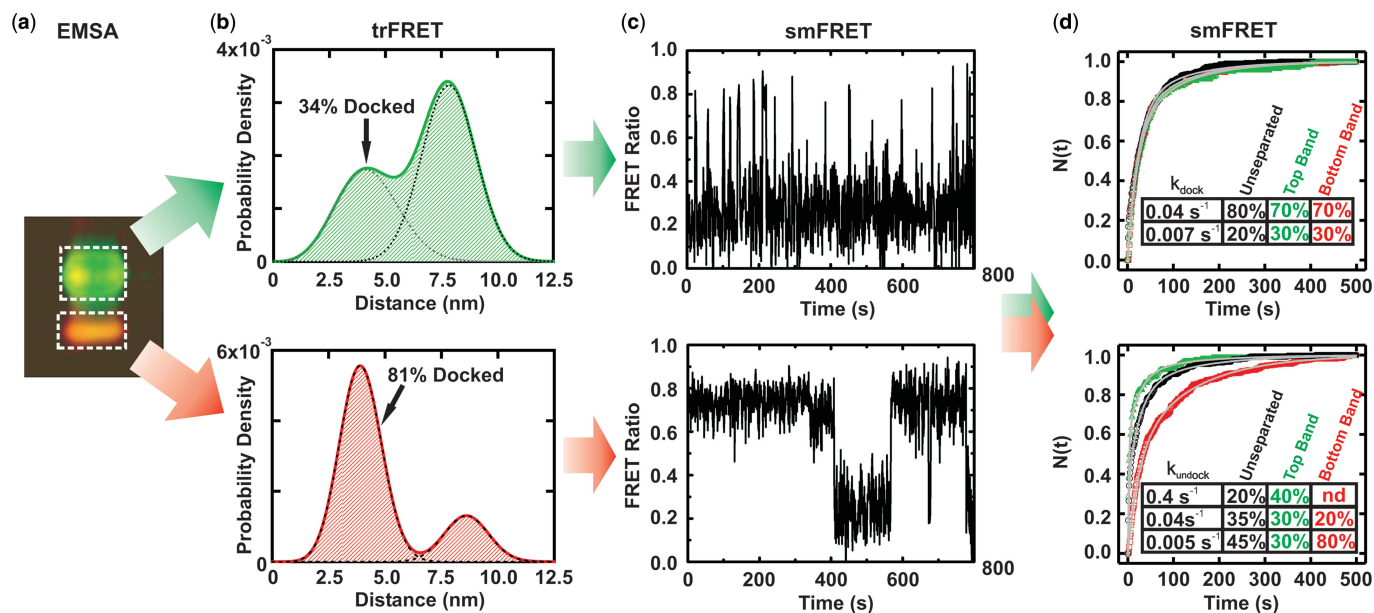 (a) EMSA
(b) trFRET
4x10⁻³
Probability Density
0
34% Docked
0 2.5 5.0 7.5 10.0 12.5
Distance (nm)
6x10⁻³
Probability Density
0
81% Docked
0 2.5 5.0 7.5 10.0 12.5
Distance (nm)
(c) smFRET
1.0
0.8
0.6
0.4
0.2
0.0
FRET Ratio
0 200 400 600 800
Time (s)
1.0
0.8
0.6
0.4
0.2
0.0
FRET Ratio
0 200 400 600 800
Time (s)
(d) smFRET
1.0
0.8
0.6
0.4
0.2
0.0
N(t)
k_dock Unseparated Top Band Bottom Band
0.04 s⁻¹ 80% 70% 70%
0.007 s⁻¹ 20% 30% 30%
0 100 200 300 400 500
Time (s)
1.0
0.8
0.6
0.4
0.2
0.0
N(t)
k_undock Unseparated Top Band Bottom Band
0.4 s⁻¹ 20% 40% nd
0.04s⁻¹ 35% 30% 20%
0.005 s⁻¹ 45% 30% 80%
0 100 200 300 400 500
Time (s)